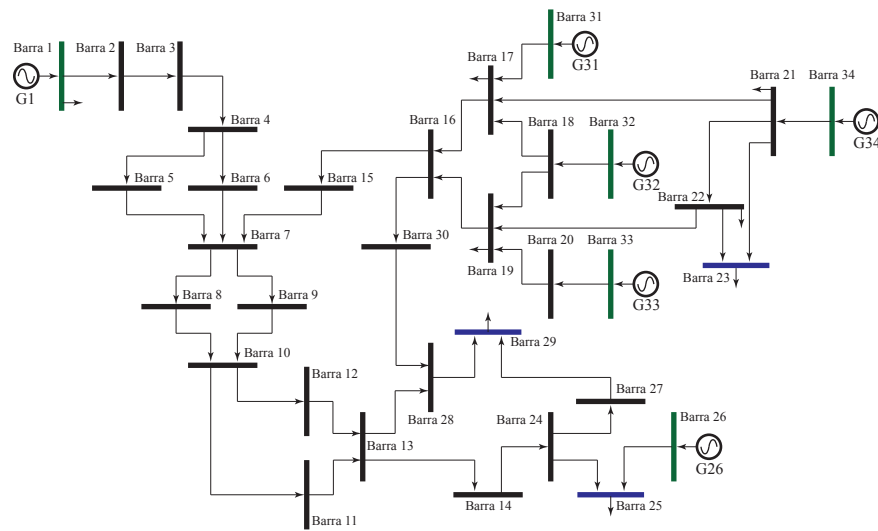 Barra 31
Barra 1
Barra 2
Barra 3
Barra 17
G31
Barra 21
Barra 34
G1
Barra 4
Barra 16
Barra 18
Barra 32
G34
Barra 5
Barra 6
Barra 15
G32
Barra 22
Barra 7
Barra 30
Barra 20
Barra 33
Barra 19
Barra 23
Barra 8
Barra 9
G33
Barra 29
Barra 10
Barra 12
Barra 27
Barra 28
Barra 24
Barra 26
Barra 13
G26
Barra 14
Barra 25
Barra 11